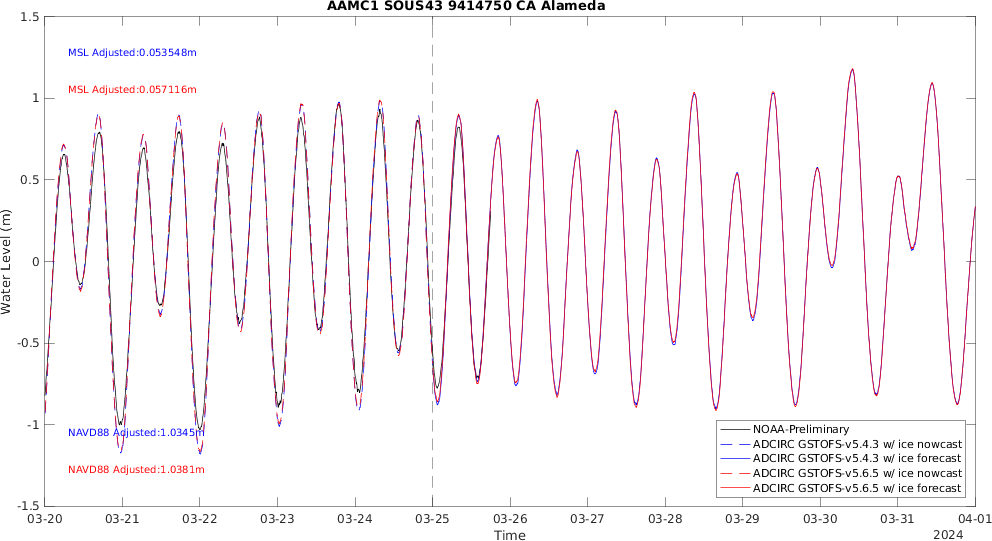 AAMC1 SOUS43 9414750 CA Alameda
MSL Adjusted:0.053548m
MSL Adjusted:0.057116m
NAVD88 Adjusted:1.0345m
NAVD88 Adjusted:1.0381m
Water Level (m)
1.5
1
0.5
0
-0.5
-1
-1.5
NOAA-Preliminary
ADCIRC GSTOFS-v5.4.3 w/ ice nowcast
ADCIRC GSTOFS-v5.4.3 w/ ice forecast
ADCIRC GSTOFS-v5.6.5 w/ ice nowcast
ADCIRC GSTOFS-v5.6.5 w/ ice forecast
03-20 03-21 03-22 03-23 03-24 03-25 03-26 03-27 03-28 03-29 03-30 03-31 04-01
Time
2024